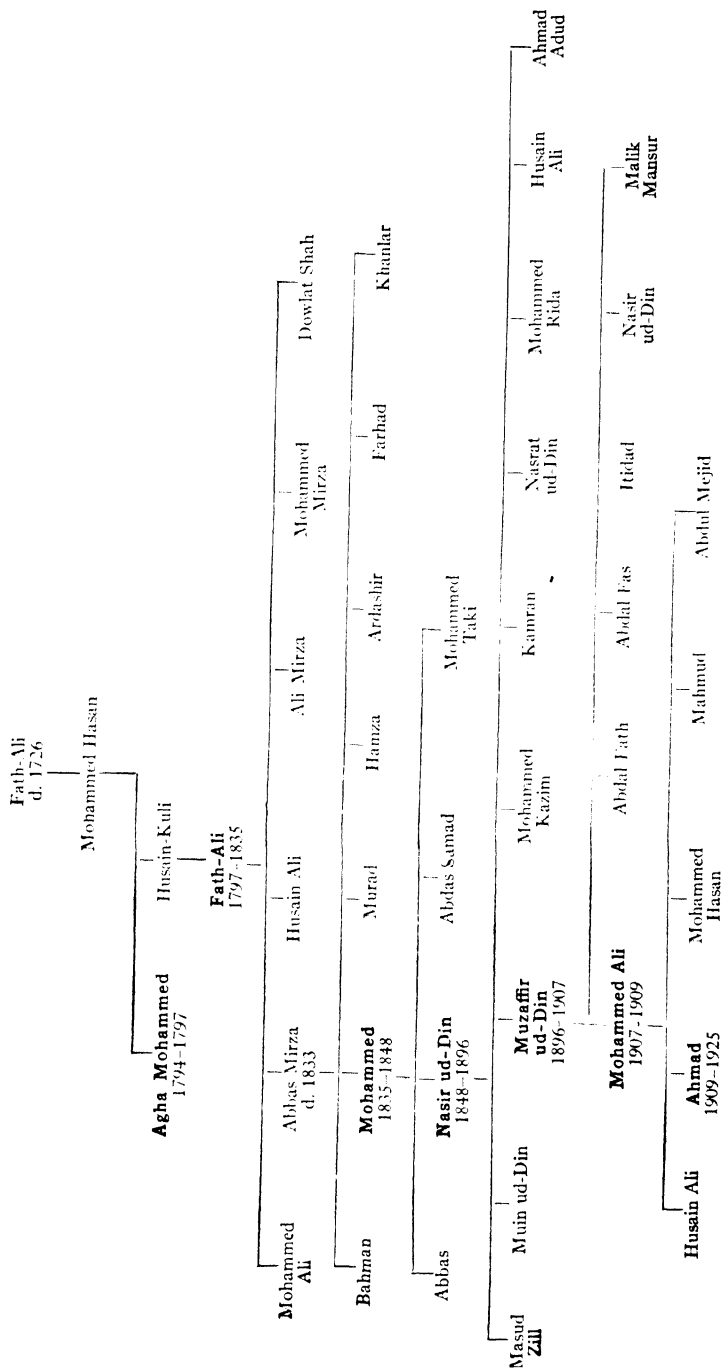 Fath-Ali
d. 1726
Mohammed Hasan
Agha Mohammed
1794–1797
Husain-Kuli
Fath-Ali
1797–1835
Mohammed
Ali
Abbas Mirza
d. 1833
Husain Ali
Ali Mirza
Mohammed
Mirza
Dowlat Shah
Bahman
Mohammed
1835–1848
Murad
Hamza
Ardashir
Farhad
Khanlar
Abbas
Nasir ud-Din
1848–1896
Abdas Samad
Mohammed
Taki
Masud
Zill
Muin ud-Din
Muzaffir
ud-Din
1896–1907
Mohammed
Kazim
Kamran
Nasrat
ud-Din
Mohammed
Rida
Husain
Ali
Ahmad
Adud
Mohammed Ali
1907–1909
Abdal Fath
Abdal Fas
Itidad
Nasir
ud-Din
Malik
Mansur
Husain Ali
Ahmad
1909–1925
Mohammed
Hasan
Mahmud
Abdul Mejid